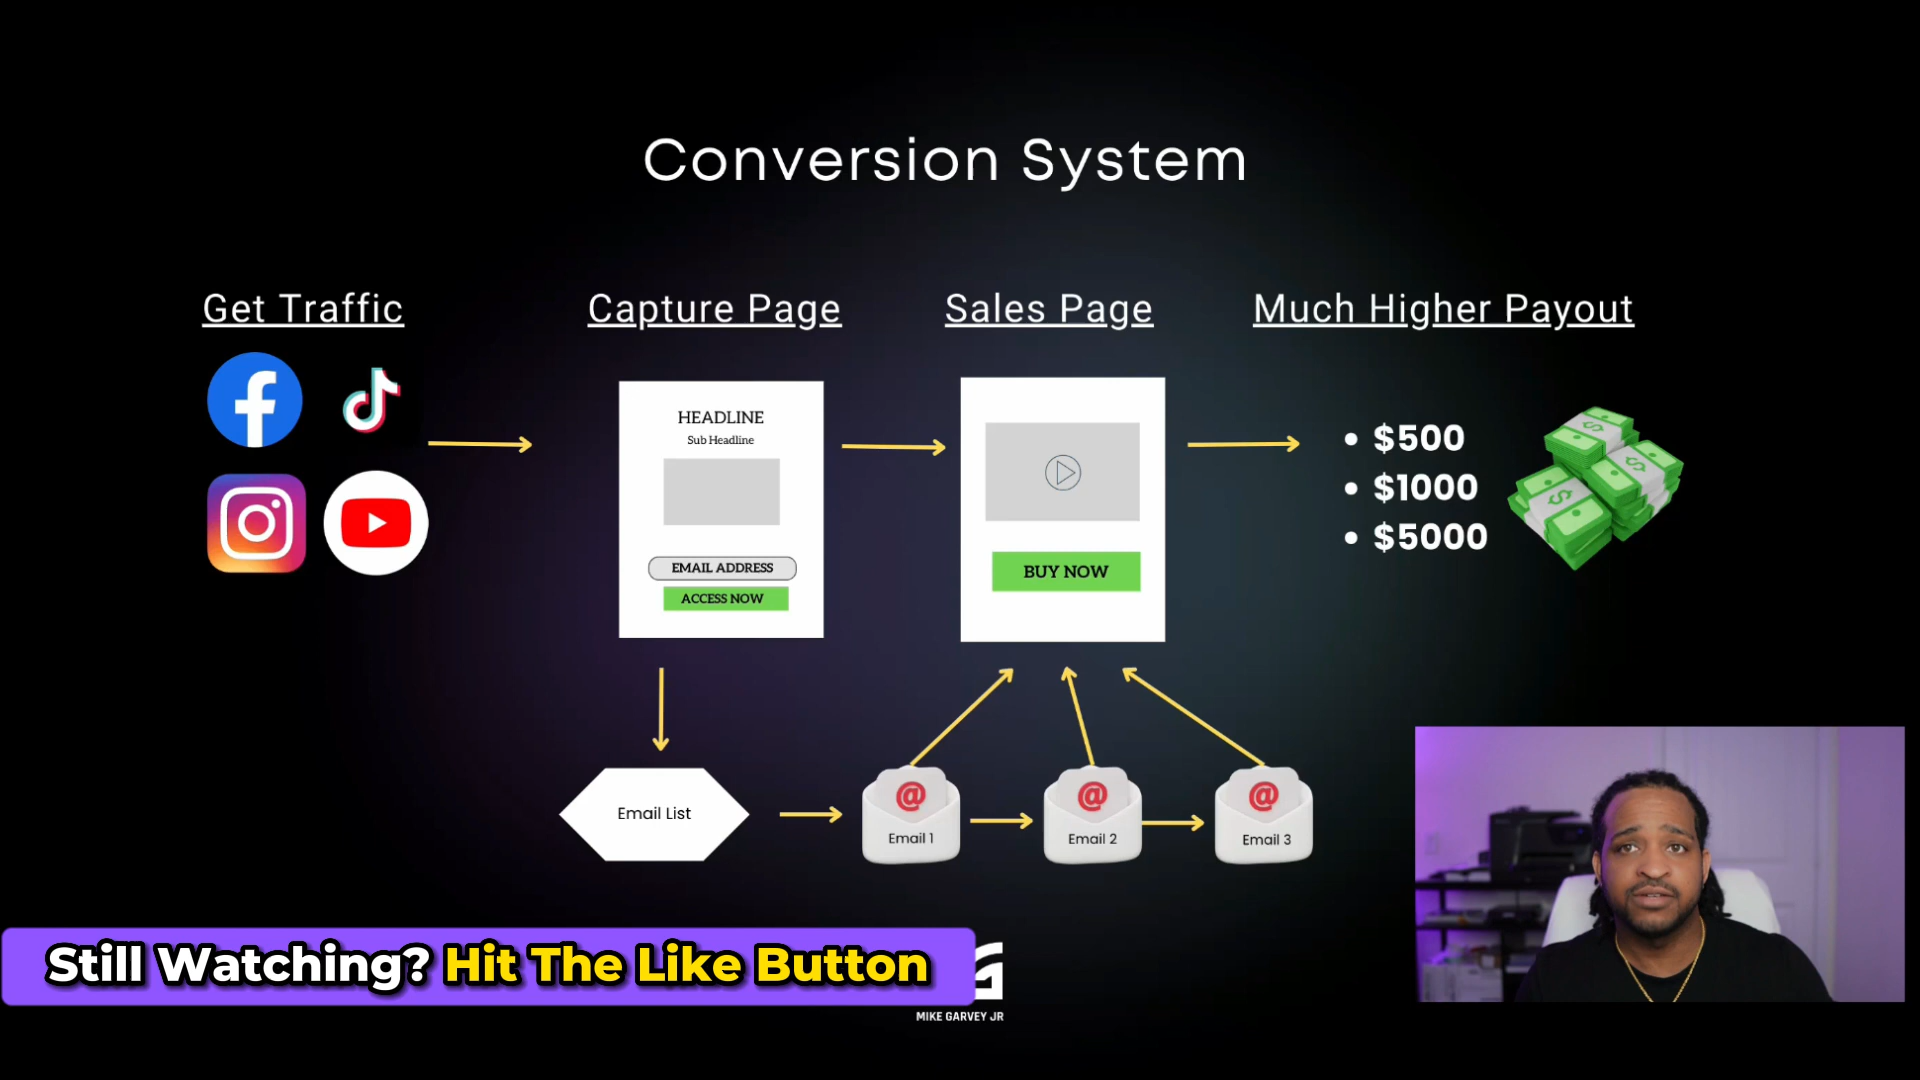 Conversion System
Get Traffic
Capture Page
Sales Page
Much Higher Payout
HEADLINE
Sub Headline
EMAIL ADDRESS
ACCESS NOW
BUY NOW
• $500
• $1000
• $5000
Email List
Email 1
Email 2
Email 3
Still Watching? Hit The Like Button
MIKE GARVEY JR